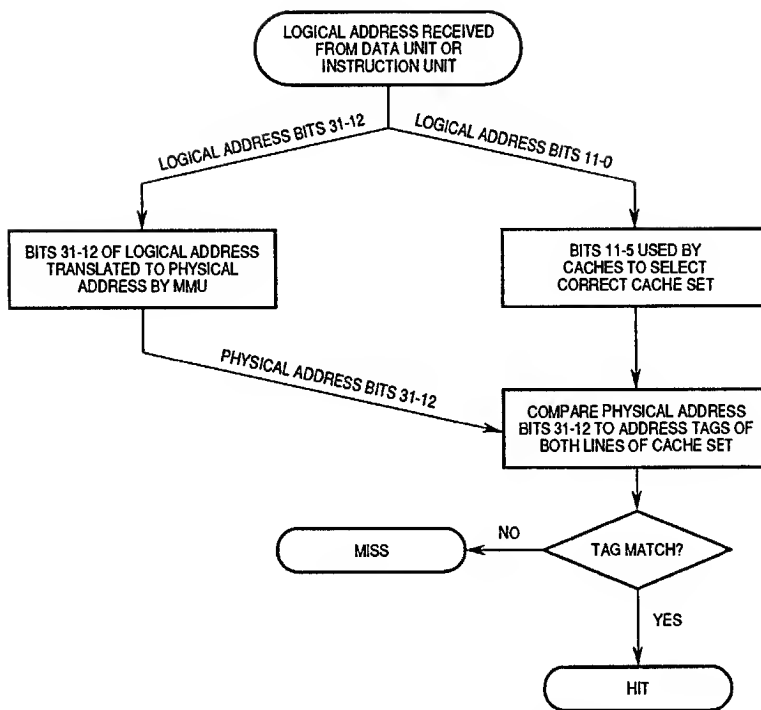 LOGICAL ADDRESS RECEIVED
FROM DATA UNIT OR
INSTRUCTION UNIT
LOGICAL ADDRESS BITS 31-12
LOGICAL ADDRESS BITS 11-0
BITS 31-12 OF LOGICAL ADDRESS
TRANSLATED TO PHYSICAL
ADDRESS BY MMU
BITS 11-5 USED BY
CACHES TO SELECT
CORRECT CACHE SET
PHYSICAL ADDRESS BITS 31-12
COMPARE PHYSICAL ADDRESS
BITS 31-12 TO ADDRESS TAGS OF
BOTH LINES OF CACHE SET
TAG MATCH?
NO
MISS
YES
HIT